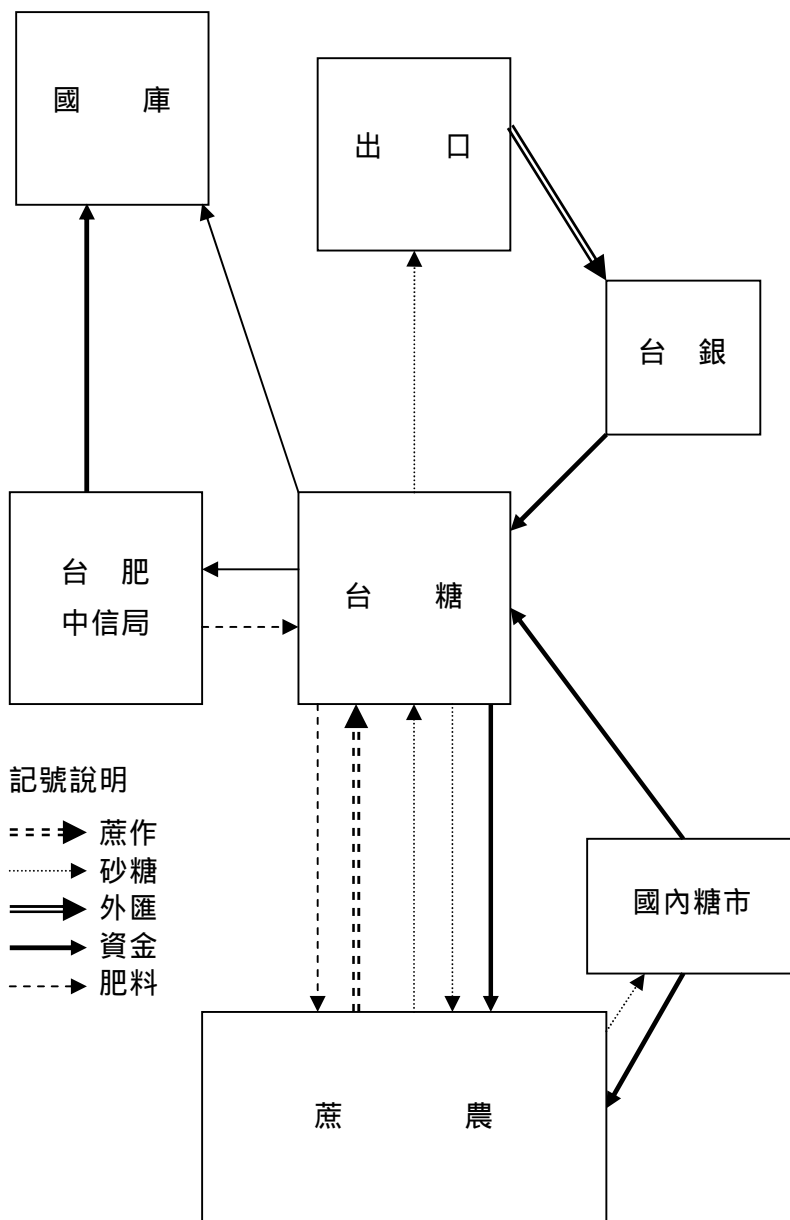 國 庫
出 口
台 銀
台 肥
中信局
台 糖
記號說明
蔗作
砂糖
外匯
資金
肥料
國內糖市
蔗 農